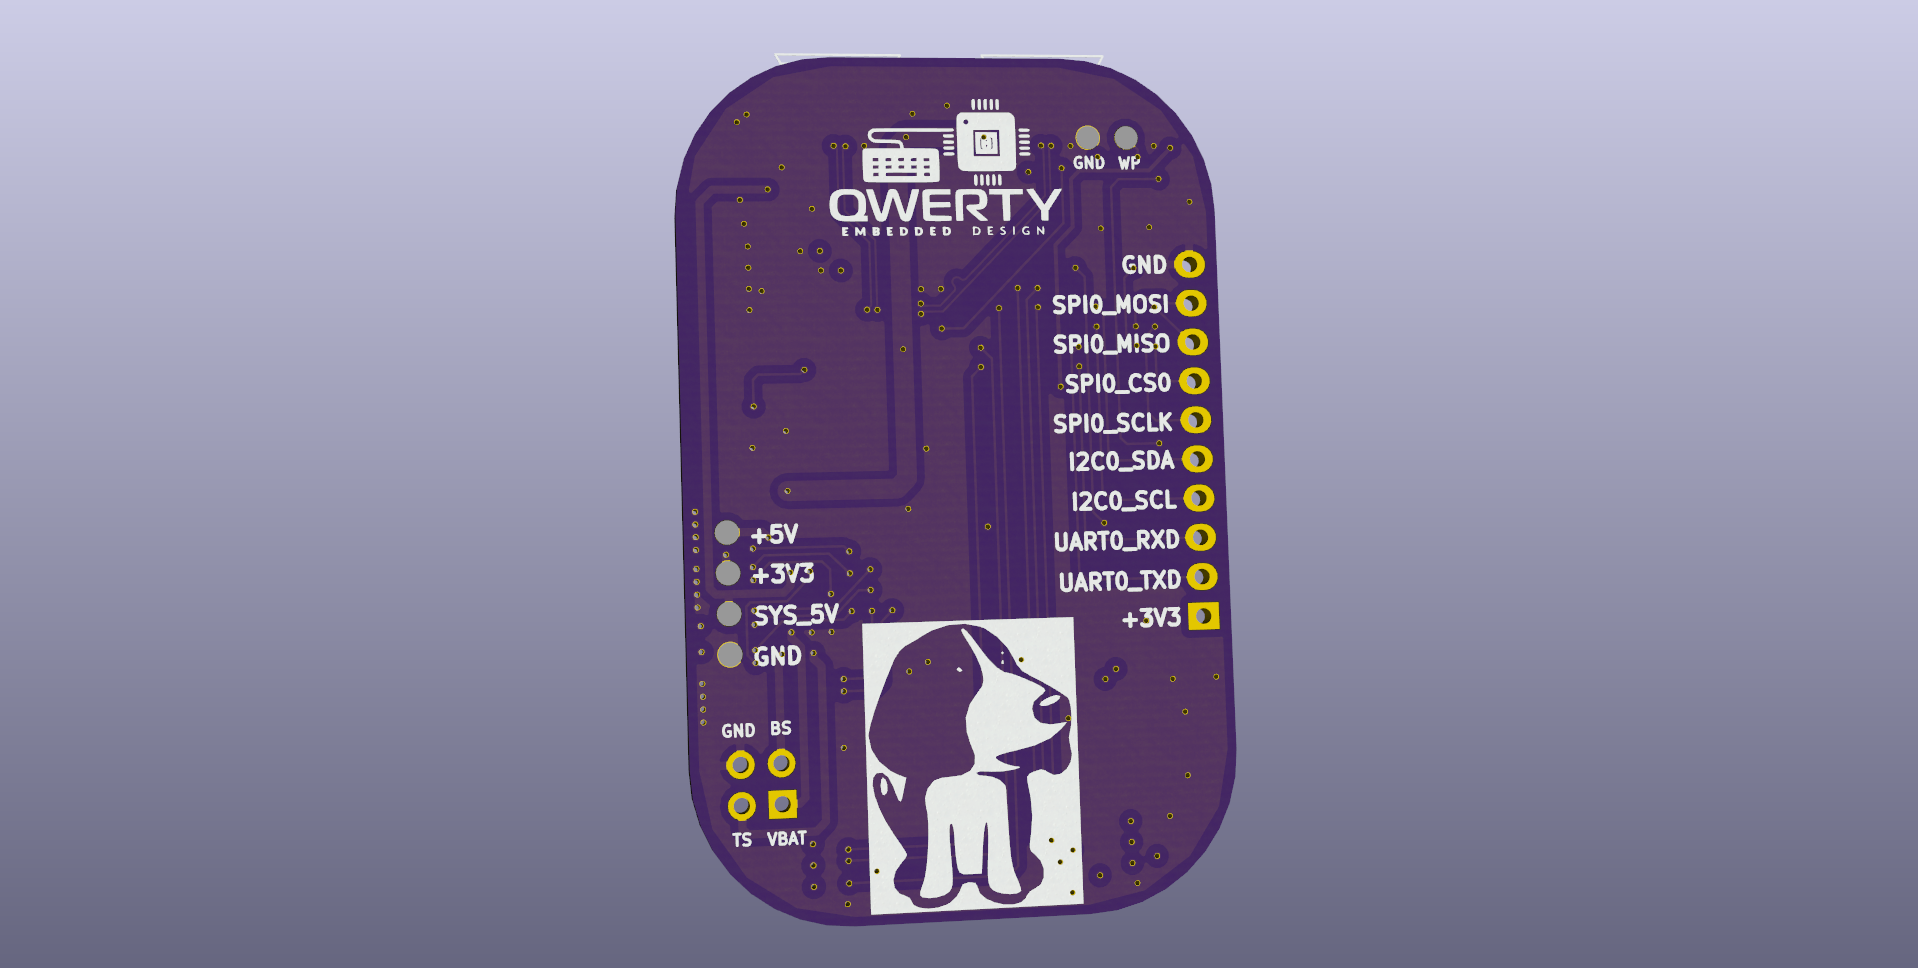 GND WP
QWERTY
EMBEDDED DESIGN
GND
SPI0_MOSI
SPI0_MISO
SPI0_CS0
SPI0_SCLK
I2C0_SDA
I2C0_SCL
UART0_RXD
UART0_TXD
+3V3
+5V
+3V3
SYS_5V
GND
GND BS
TS VBAT